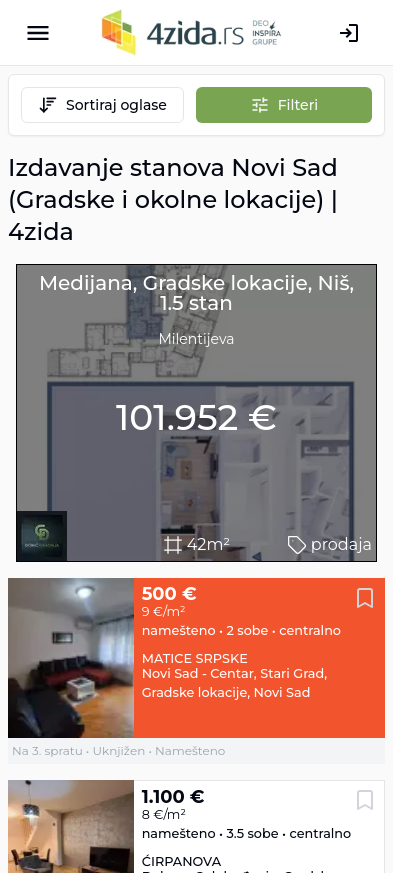 4zida.rs DEO INSPIRA GRUPE
Sortiraj oglase
Filteri
Izdavanje stanova Novi Sad
(Gradske i okolne lokacije) |
4zida
Medijana, Gradske lokacije, Niš,
1.5 stan
Milentijeva
101.952 €
42m²
prodaja
500 €
9 €/m²
namešteno • 2 sobe • centralno
MATICE SRPSKE
Novi Sad - Centar, Stari Grad,
Gradske lokacije, Novi Sad
Na 3. spratu • Uknjižen • Namešteno
1.100 €
8 €/m²
namešteno • 3.5 sobe • centralno
ĆIRPANOVA